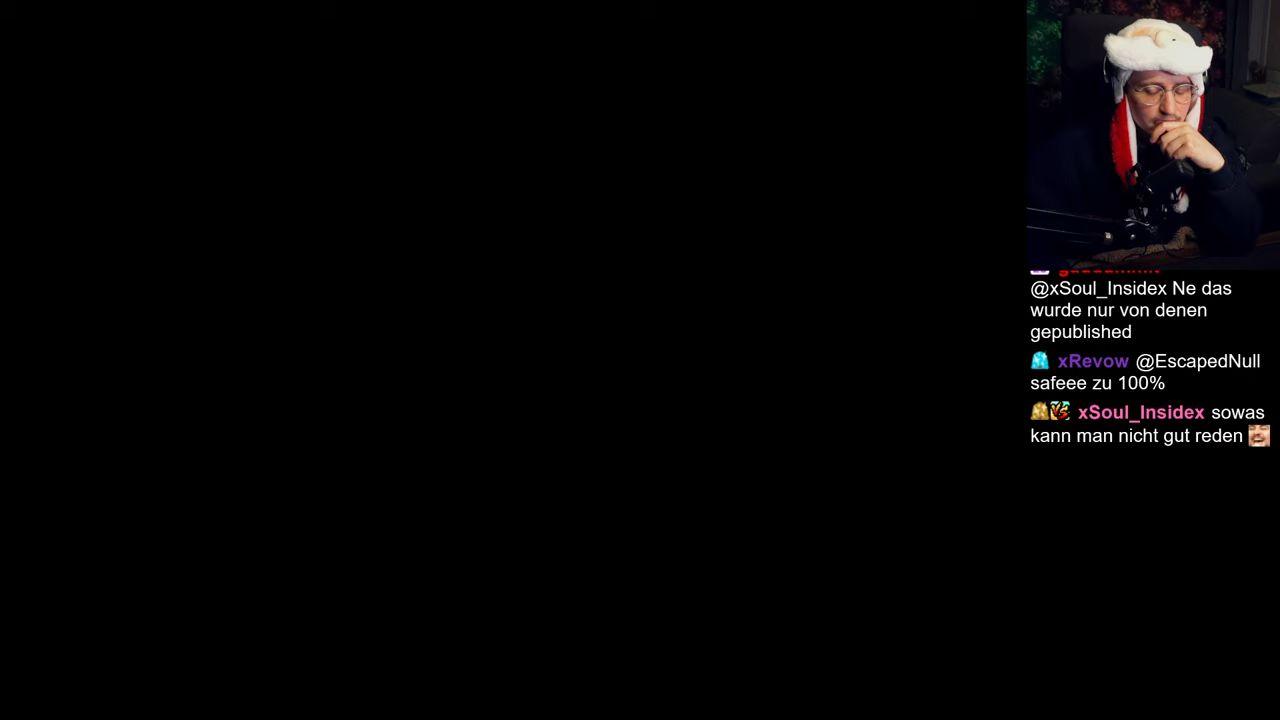 @xSoul_Insidex Ne das
wurde nur von denen
gepublished
xRevow @EscapedNull
safeee zu 100%
xSoul_Insidex sowas
kann man nicht gut reden